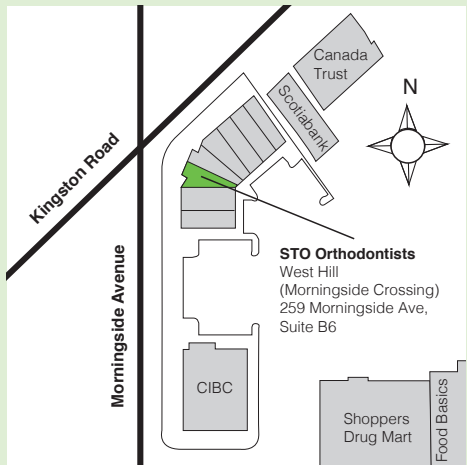 Canada
Trust
Scotiabank
N
Kingston Road
STO Orthodontists
West Hill
(Morningside Crossing)
259 Morningside Ave,
Suite B6
Morningside Avenue
CIBC
Shoppers
Drug Mart
Food Basics